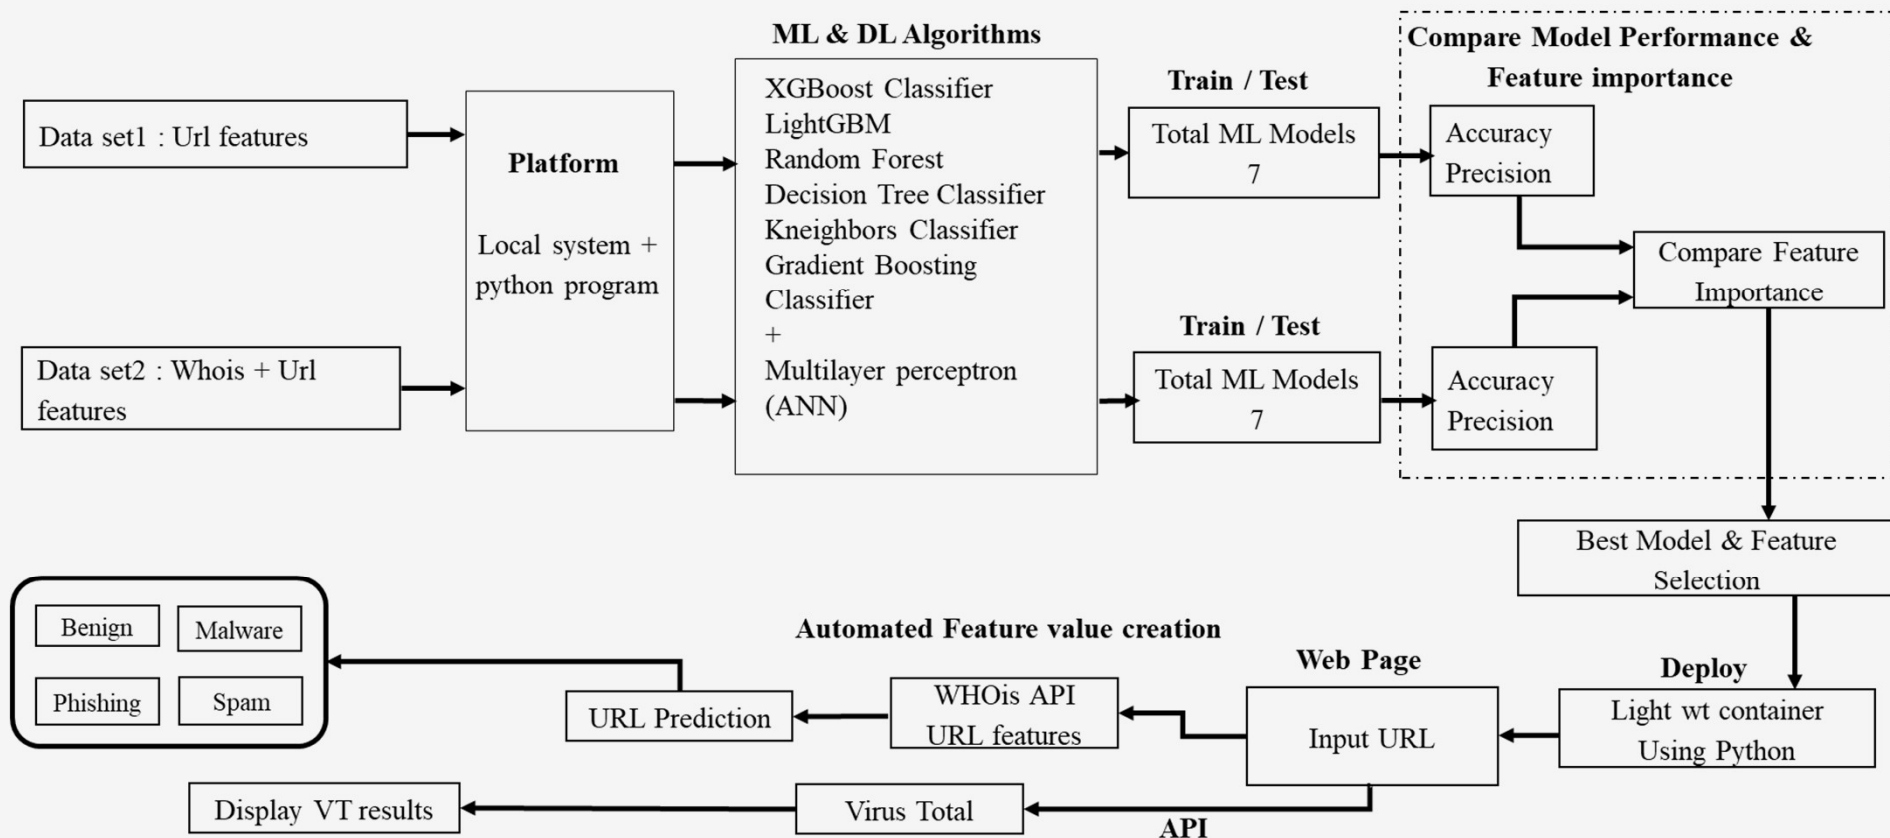 ML & DL Algorithms
Compare Model Performance &
Feature importance
Data set1 : Url features
Data set2 : Whois + Url
features
Platform
Local system +
python program
XGBoost Classifier
LightGBM
Random Forest
Decision Tree Classifier
Kneighbors Classifier
Gradient Boosting
Classifier
+
Multilayer perceptron
(ANN)
Train / Test
Total ML Models
7
Train / Test
Total ML Models
7
Accuracy
Precision
Accuracy
Precision
Compare Feature
Importance
Best Model & Feature
Selection
Deploy
Light wt container
Using Python
Web Page
Input URL
Automated Feature value creation
WHOis API
URL features
URL Prediction
Benign
Malware
Phishing
Spam
API
Virus Total
Display VT results